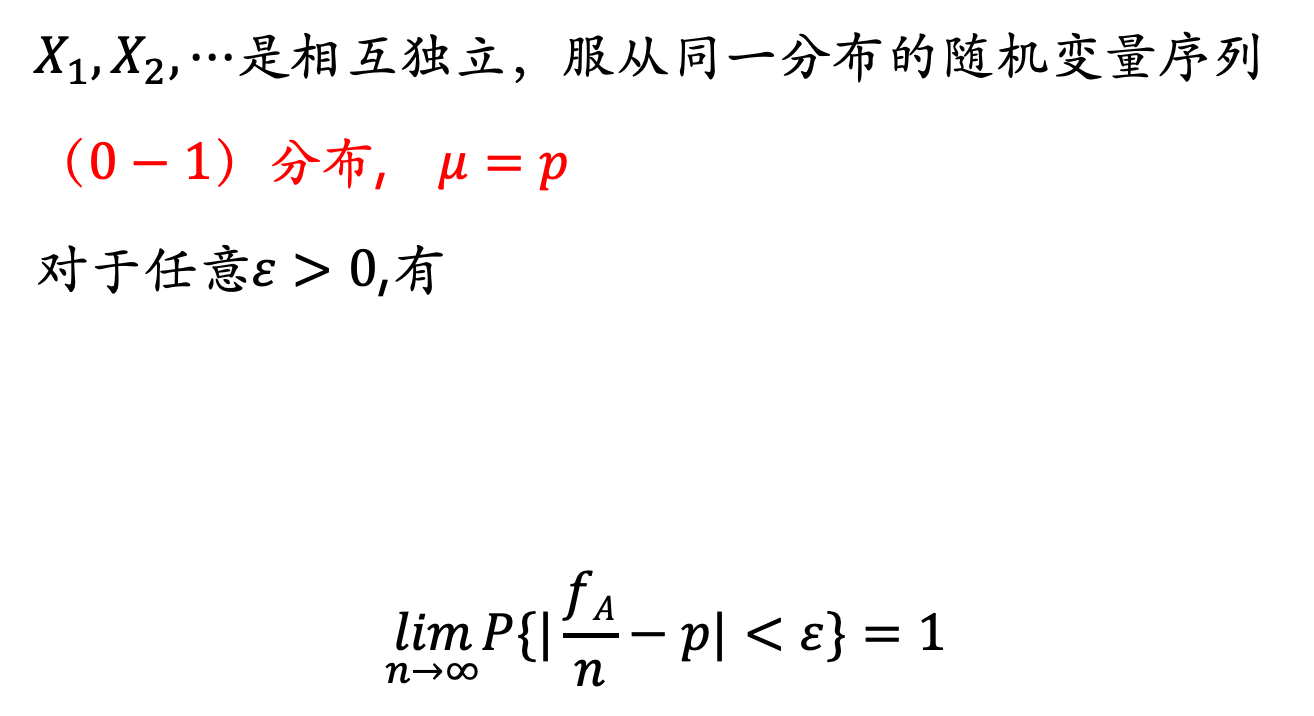 X₁, X₂, ⋯是相互独立，服从同一分布的随机变量序列
（0 − 1）分布, μ = p
对于任意ε > 0,有
lim_{n→∞} P{|f_A/n − p| < ε} = 1